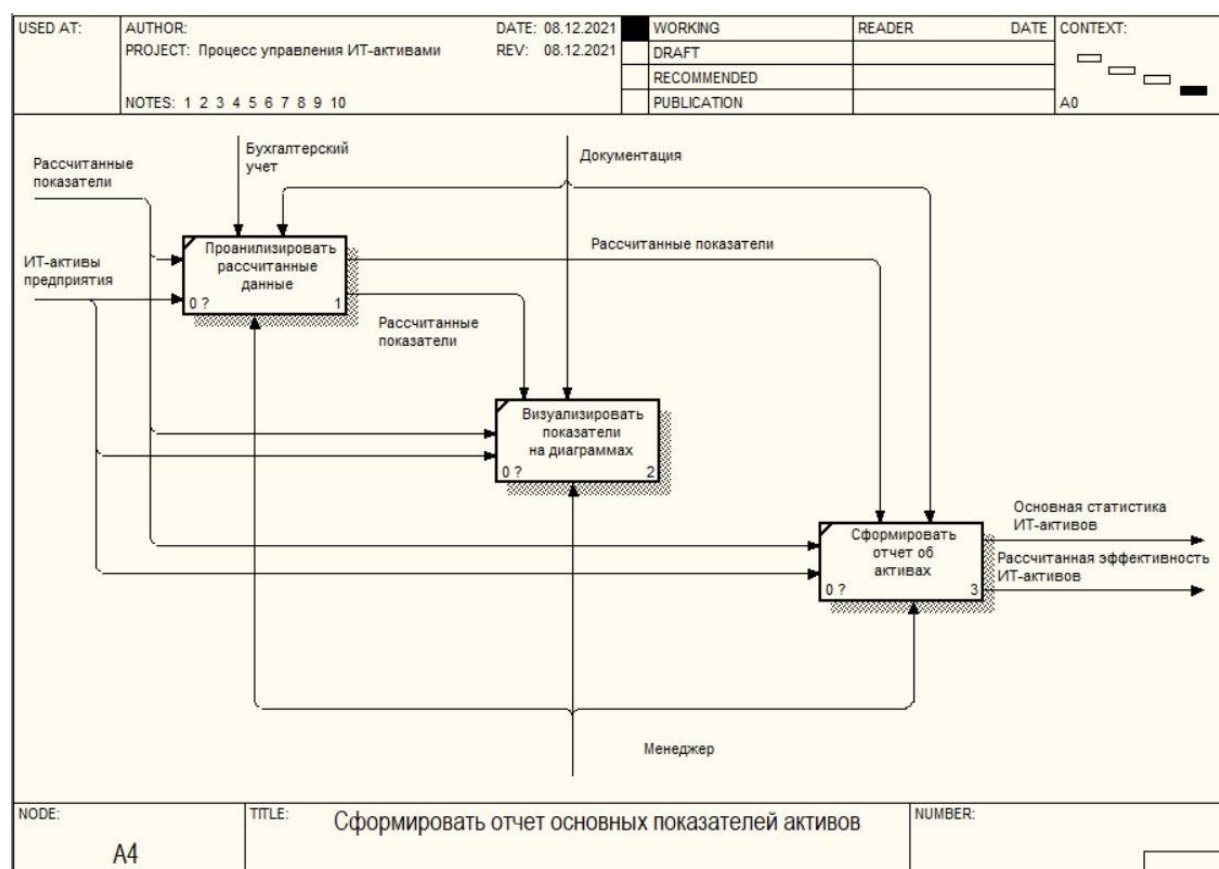 USED AT:
AUTHOR:
DATE: 08.12.2021
PROJECT: Процесс управления ИТ-активами
REV: 08.12.2021
NOTES: 1 2 3 4 5 6 7 8 9 10
WORKING
DRAFT
RECOMMENDED
PUBLICATION
READER
DATE
CONTEXT:
A0
Рассчитанные
показатели
Бухгалтерский
учет
Документация
ИТ-активы
предприятия
Проанилизировать
рассчитанные
данные
0 ?
1
Рассчитанные показатели
Рассчитанные
показатели
Визуализировать
показатели
на диаграммах
0 ?
2
Сформировать
отчет об
активах
0 ?
3
Основная статистика
ИТ-активов
Рассчитанная эффективность
ИТ-активов
Менеджер
NODE:
A4
TITLE:
Сформировать отчет основных показателей активов
NUMBER: